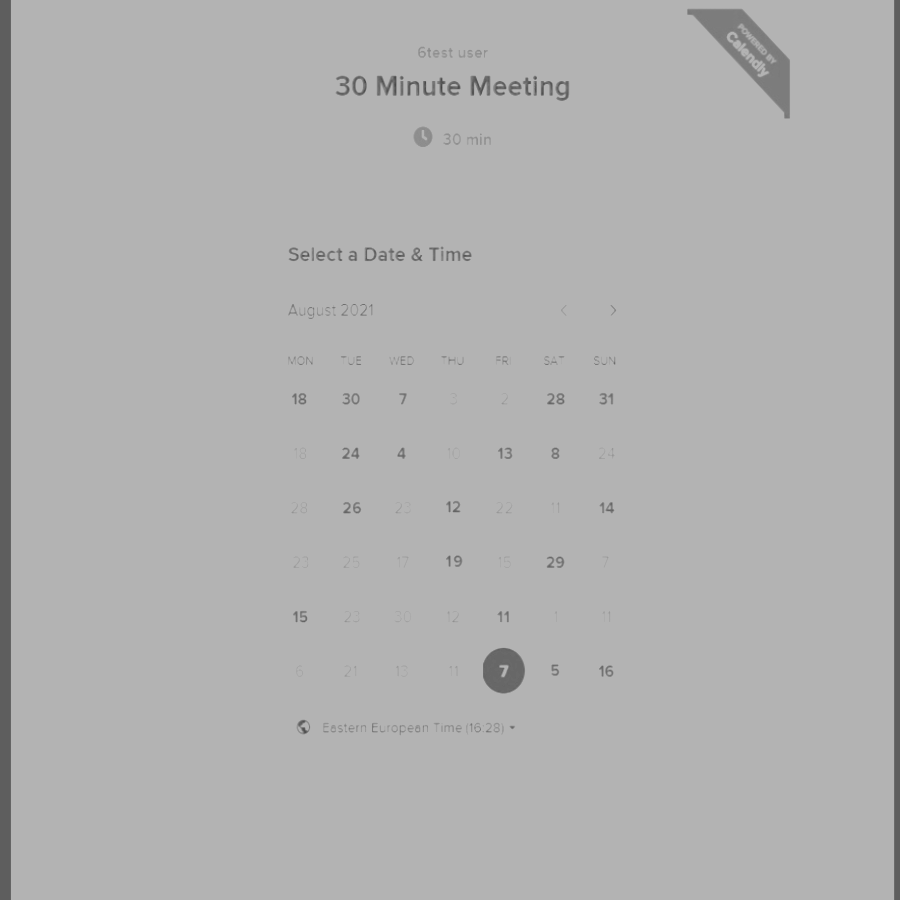 POWERED BY
Calendly
6test user
30 Minute Meeting
30 min
Select a Date & Time
August 2021
MON TUE WED THU FRI SAT SUN
18 30 7 3 2 28 31
18 24 4 10 13 8 24
28 26 23 12 22 11 14
23 25 17 19 15 29 7
15 23 30 12 11 1 11
6 21 13 11 7 5 16
Eastern European Time (16:28)